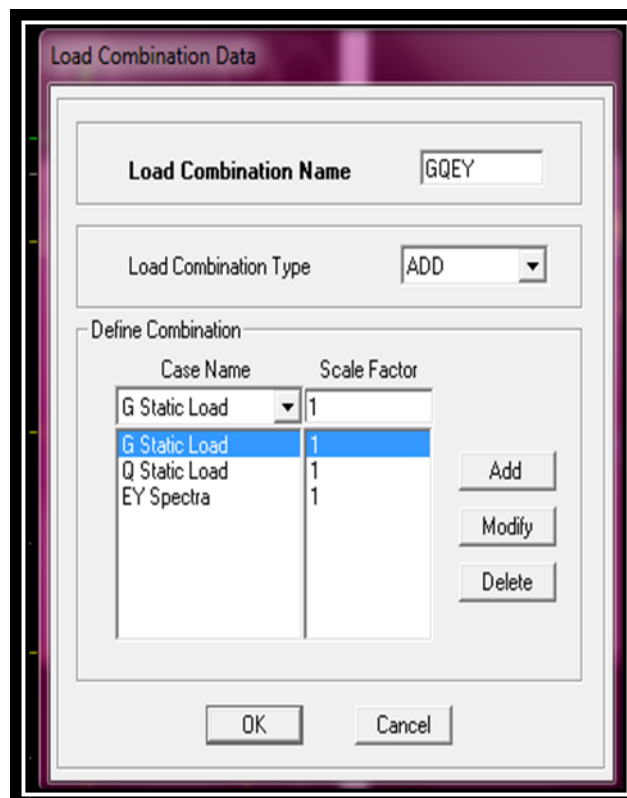 Load Combination Data
Load Combination Name GQEY
Load Combination Type ADD
Define Combination
Case Name Scale Factor
G Static Load 1
G Static Load 1
Q Static Load 1
EY Spectra 1
Add
Modify
Delete
OK Cancel